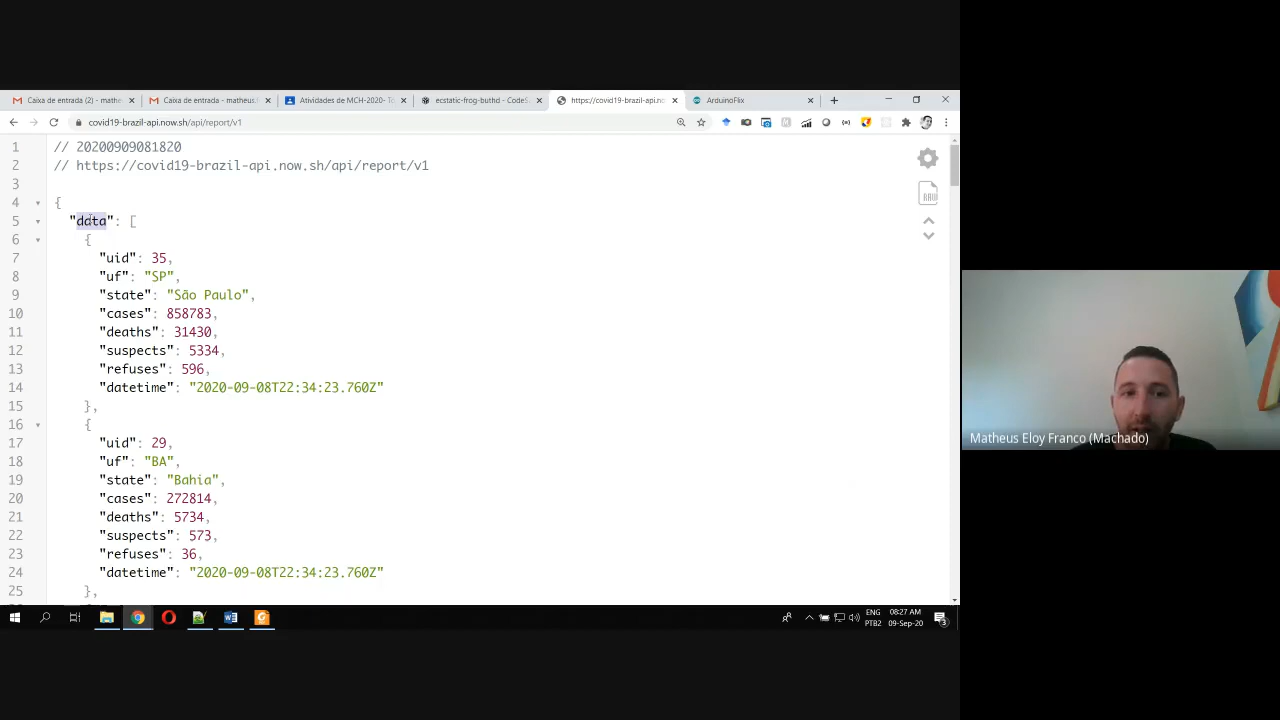 Caixa de entrada (2) - mathe
Caixa de entrada - matheus.f
Atividades de MCH-2020- To
ecstatic-frog-buthd - CodeS
https://covid19-brazil-api.no
ArduinoFlix
covid19-brazil-api.now.sh/api/report/v1
1 // 20200909081820
2 // https://covid19-brazil-api.now.sh/api/report/v1
3
4 {
5 "data": [
6 {
7 "uid": 35,
8 "uf": "SP",
9 "state": "São Paulo",
10 "cases": 858783,
11 "deaths": 31430,
12 "suspects": 5334,
13 "refuses": 596,
14 "datetime": "2020-09-08T22:34:23.760Z"
15 },
16 {
17 "uid": 29,
18 "uf": "BA",
19 "state": "Bahia",
20 "cases": 272814,
21 "deaths": 5734,
22 "suspects": 573,
23 "refuses": 36,
24 "datetime": "2020-09-08T22:34:23.760Z"
25 },
RAW
Matheus Eloy Franco (Machado)
ENG 08:27 AM
PTB2 09-Sep-20
3